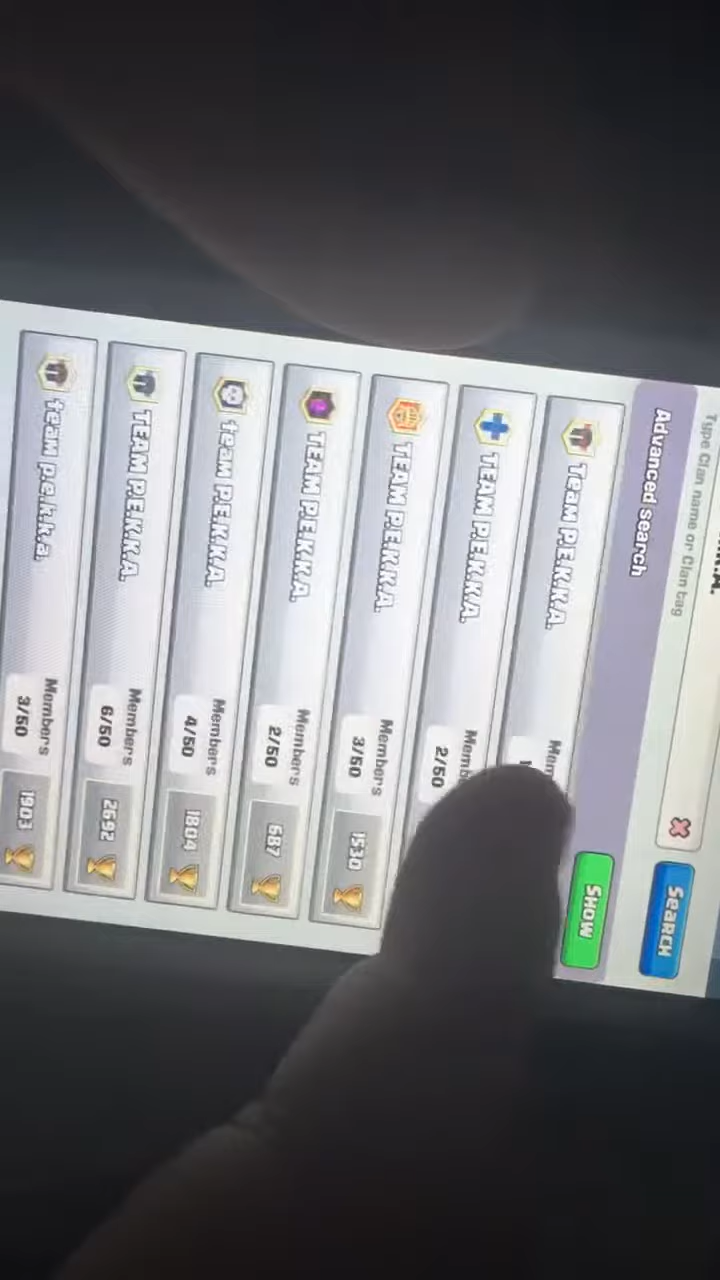 Type Clan name or Clan tag
Search
Advanced search
Show
Team P.E.K.K.A.
TEAM P.E.K.K.A.
2/50
TEAM P.E.K.K.A.
Members
3/50
1530
TEAM P.E.K.K.A.
Members
2/50
687
team P.E.K.K.A.
Members
4/50
1804
TEAM P.E.K.K.A.
Members
6/50
2692
team p.e.k.k.a.
Members
3/50
1903